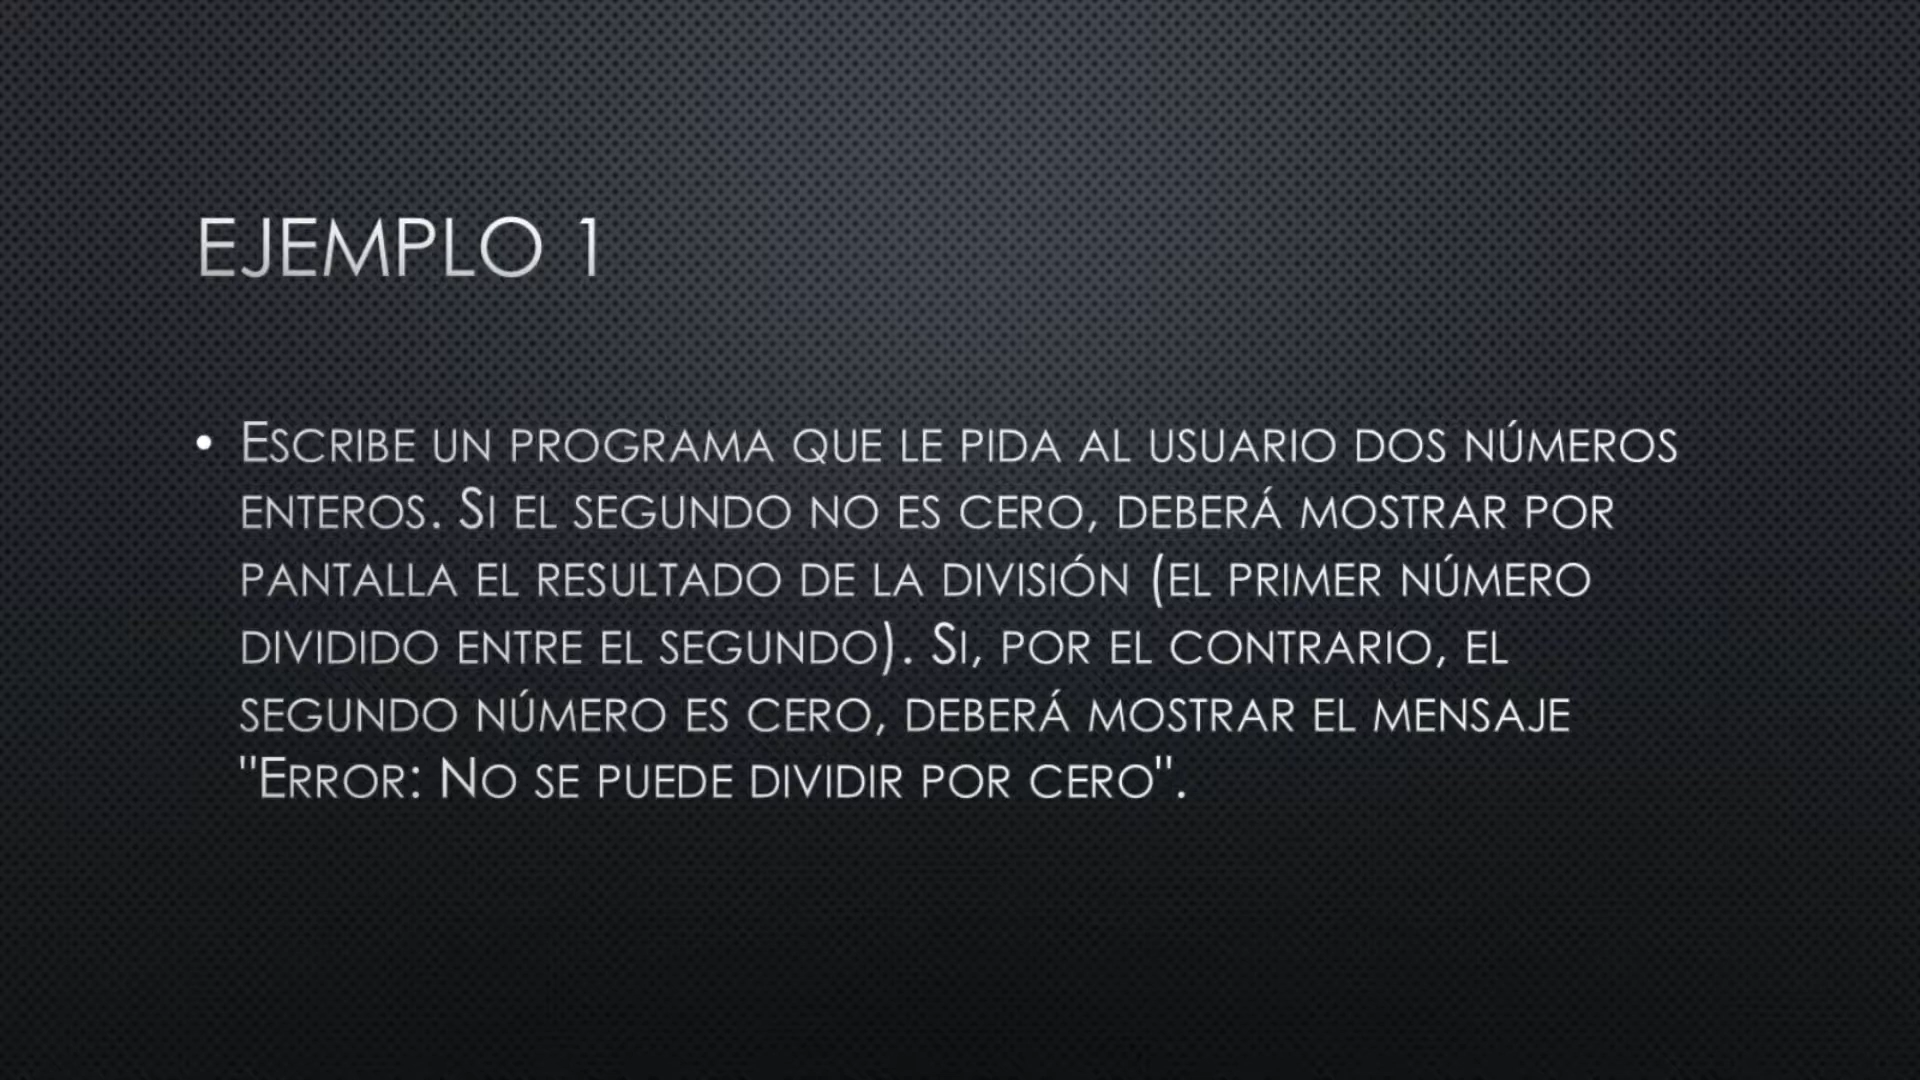 EJEMPLO 1
• ESCRIBE UN PROGRAMA QUE LE PIDA AL USUARIO DOS NÚMEROS
ENTEROS. SI EL SEGUNDO NO ES CERO, DEBERÁ MOSTRAR POR
PANTALLA EL RESULTADO DE LA DIVISIÓN (EL PRIMER NÚMERO
DIVIDIDO ENTRE EL SEGUNDO). SI, POR EL CONTRARIO, EL
SEGUNDO NÚMERO ES CERO, DEBERÁ MOSTRAR EL MENSAJE
"ERROR: NO SE PUEDE DIVIDIR POR CERO".